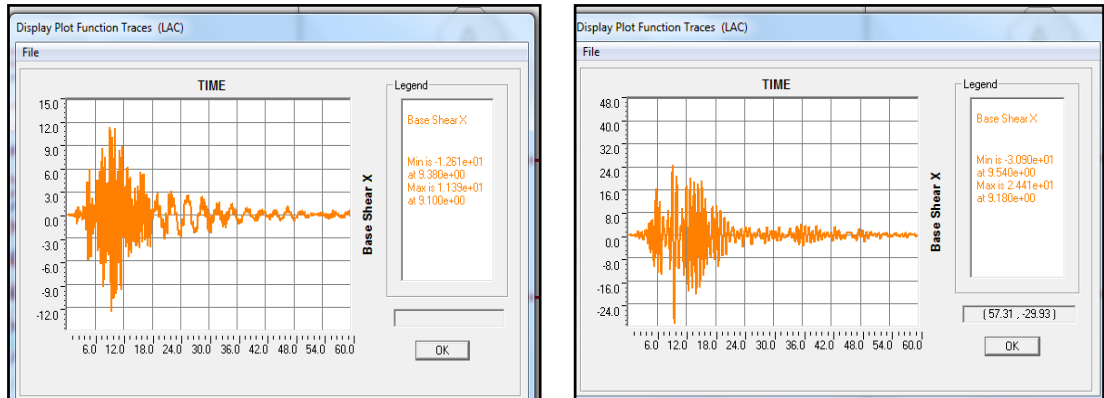 Display Plot Function Traces (LAC)
File
TIME
15.0
12.0
9.0
6.0
3.0
0.0
-3.0
-6.0
-9.0
-12.0
6.0 12.0 18.0 24.0 30.0 36.0 42.0 48.0 54.0 60.0
Base Shear X
Legend
Base Shear X
Min is -1.261e+01
at 9.380e+00
Max is 1.139e+01
at 9.100e+00
OK
Display Plot Function Traces (LAC)
File
TIME
48.0
40.0
32.0
24.0
16.0
8.0
0.0
-8.0
-16.0
-24.0
6.0 12.0 18.0 24.0 30.0 36.0 42.0 48.0 54.0 60.0
Base Shear X
Legend
Base Shear X
Min is -3.090e+01
at 9.540e+00
Max is 2.441e+01
at 9.180e+00
( 57.31 , -29.93 )
OK